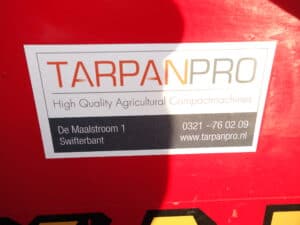 TARPANPRO
High Quality Agricultural Compactmachines
De Maalstroom 1 0321 - 76 02 09
Swifterbant www.tarpanpro.nl